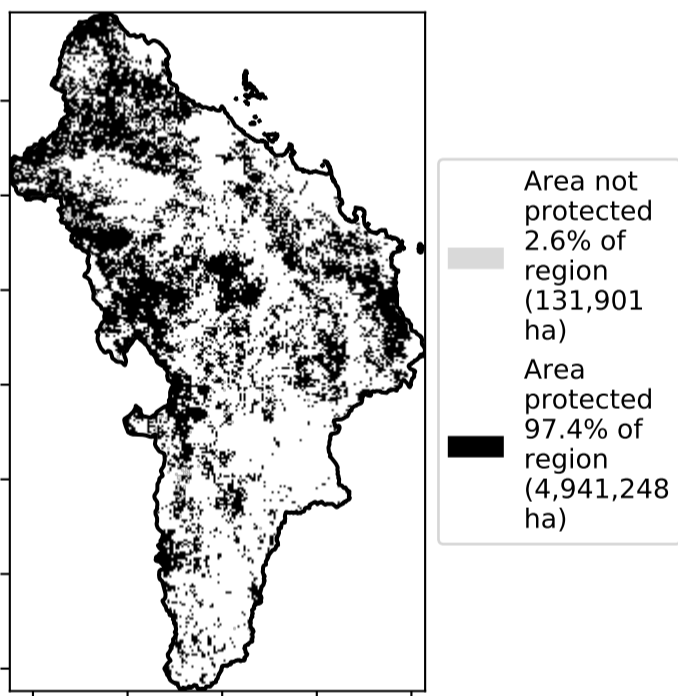 Area not
protected
2.6% of
region
(131,901
ha)
Area
protected
97.4% of
region
(4,941,248
ha)